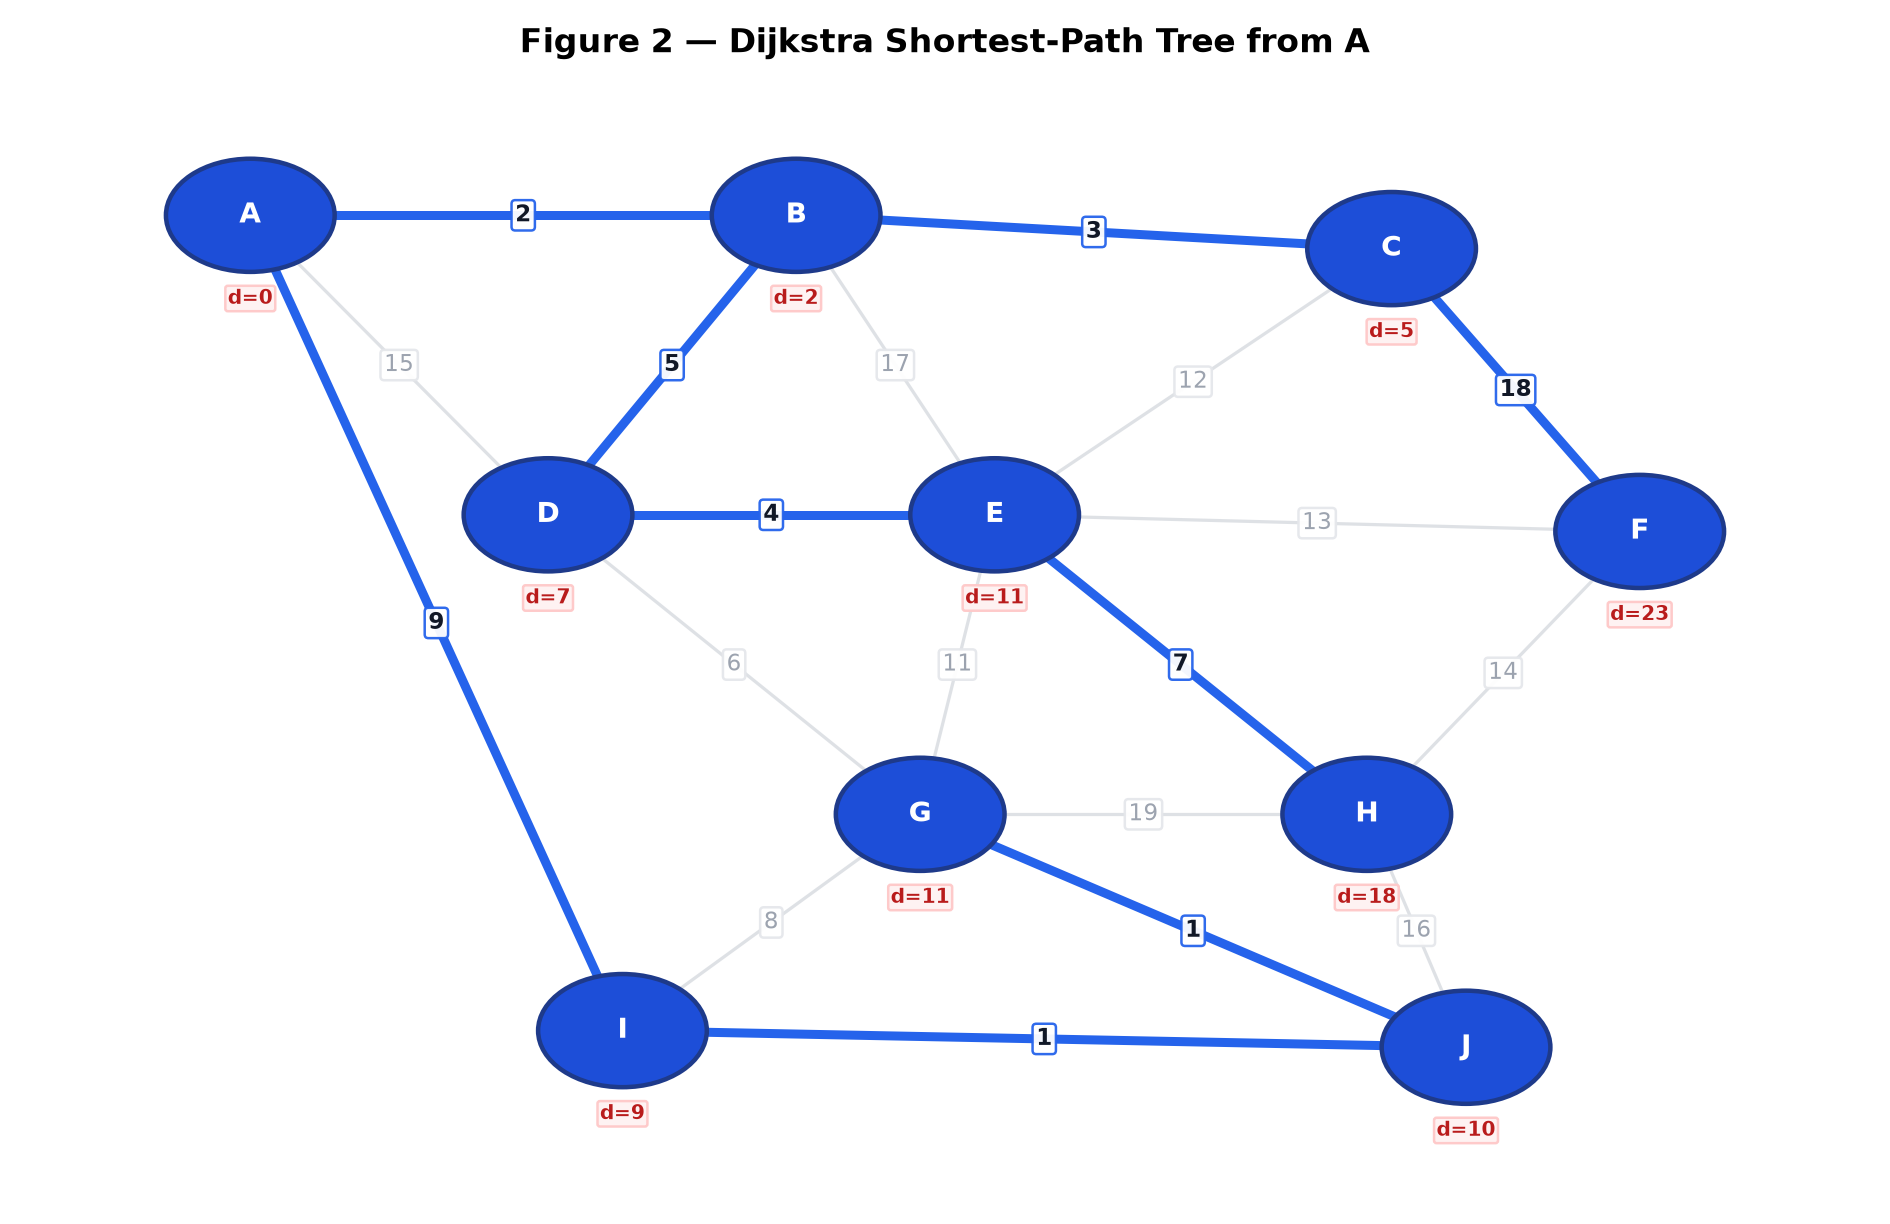 Figure 2 — Dijkstra Shortest-Path Tree from A
A
2
B
3
C
d=0
d=2
d=5
15
5
17
12
18
D
4
E
13
F
d=7
d=11
d=23
9
6
11
7
14
G
19
H
d=11
d=18
8
1
16
I
1
J
d=9
d=10